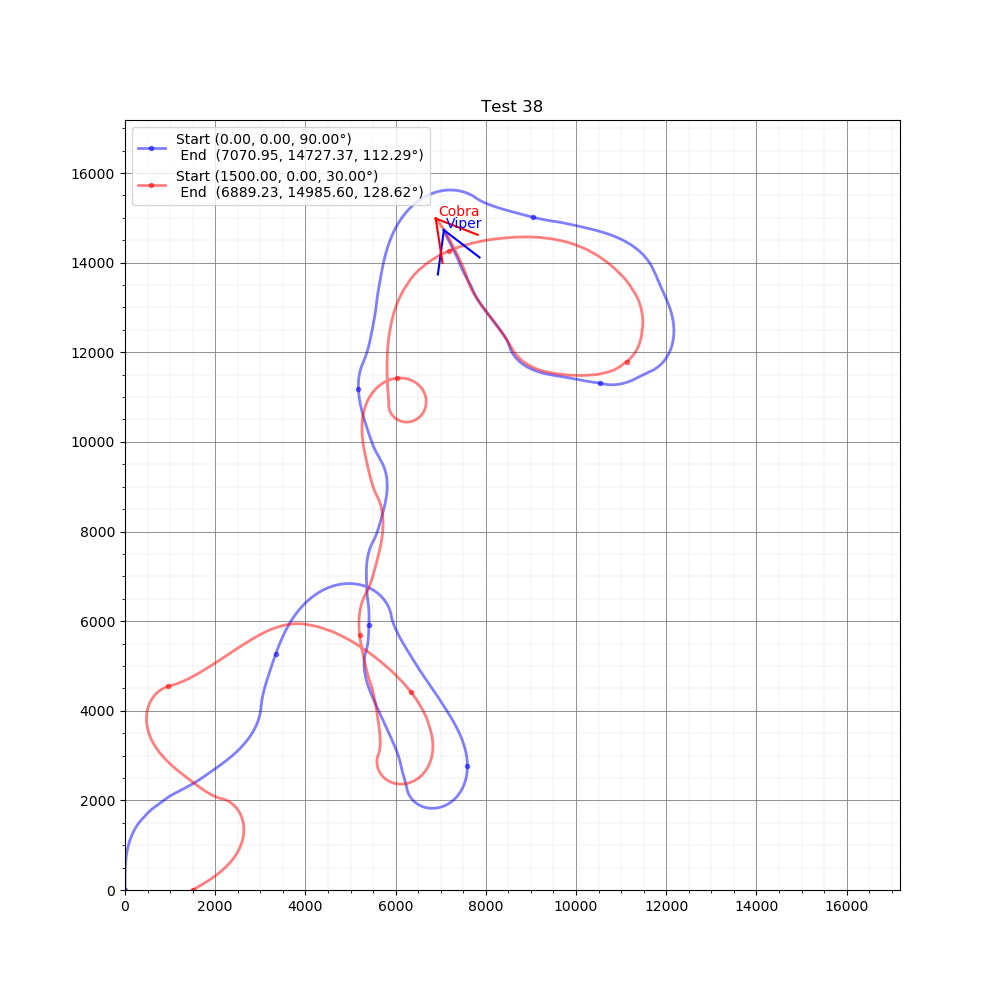 Test 38
Start (0.00, 0.00, 90.00°)
End (7070.95, 14727.37, 112.29°)
Start (1500.00, 0.00, 30.00°)
End (6889.23, 14985.60, 128.62°)
Cobra
Viper
16000
14000
12000
10000
8000
6000
4000
2000
0
0 2000 4000 6000 8000 10000 12000 14000 16000